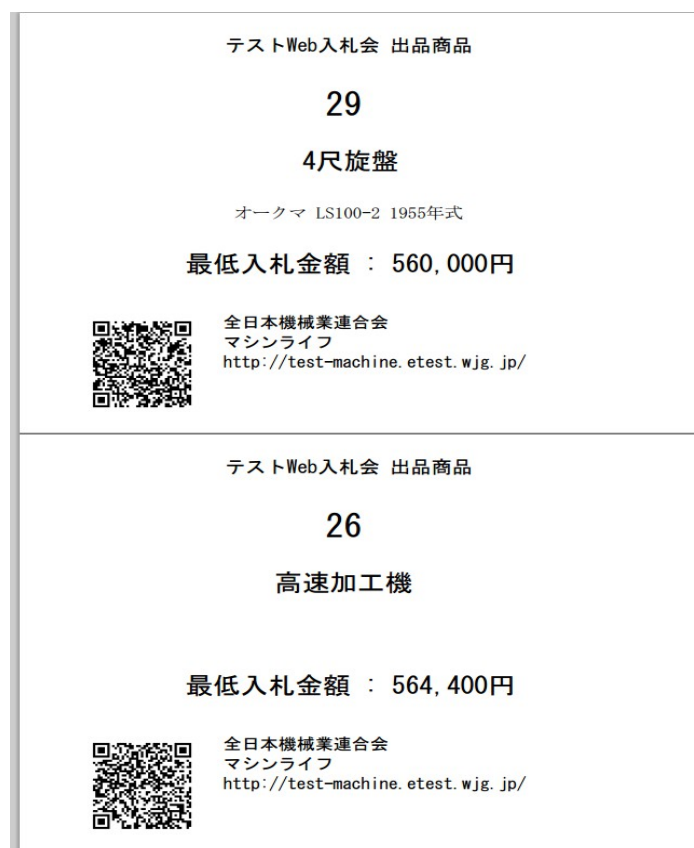 テストWeb入札会 出品商品
29
4尺旋盤
オークマ LS100-2 1955年式
最低入札金額 : 560,000円
全日本機械業連合会
マシンライフ
http://test-machine.etest.wjg.jp/
テストWeb入札会 出品商品
26
高速加工機
最低入札金額 : 564,400円
全日本機械業連合会
マシンライフ
http://test-machine.etest.wjg.jp/